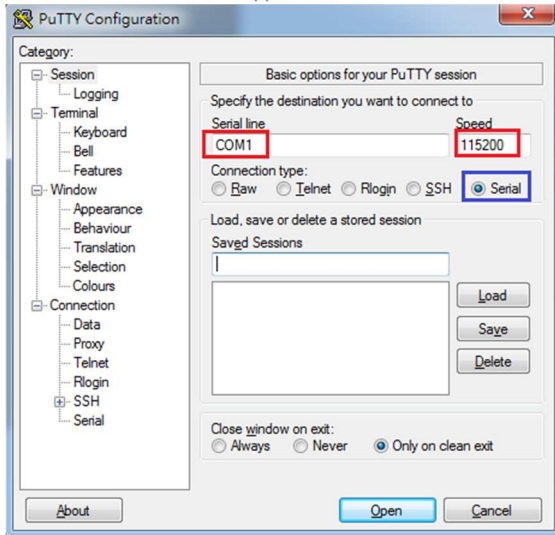 PuTTY Configuration
Category:
Session
Logging
Terminal
Keyboard
Bell
Features
Window
Appearance
Behaviour
Translation
Selection
Colours
Connection
Data
Proxy
Telnet
Rlogin
SSH
Serial
Basic options for your PuTTY session
Specify the destination you want to connect to
Serial line Speed
COM1 115200
Connection type:
Raw Telnet Rlogin SSH Serial
Load, save or delete a stored session
Saved Sessions
Load
Save
Delete
Close window on exit:
Always Never Only on clean exit
About Open Cancel